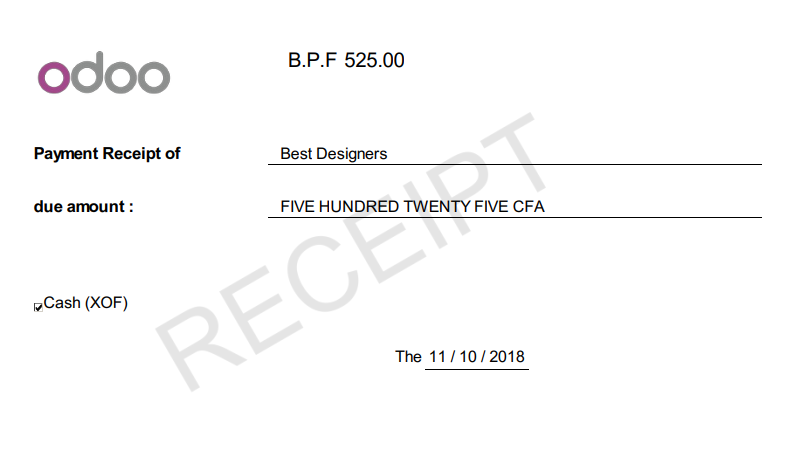 odoo
B.P.F 525.00
Payment Receipt of Best Designers
due amount : FIVE HUNDRED TWENTY FIVE CFA
RECEIPT
Cash (XOF)
The 11 / 10 / 2018